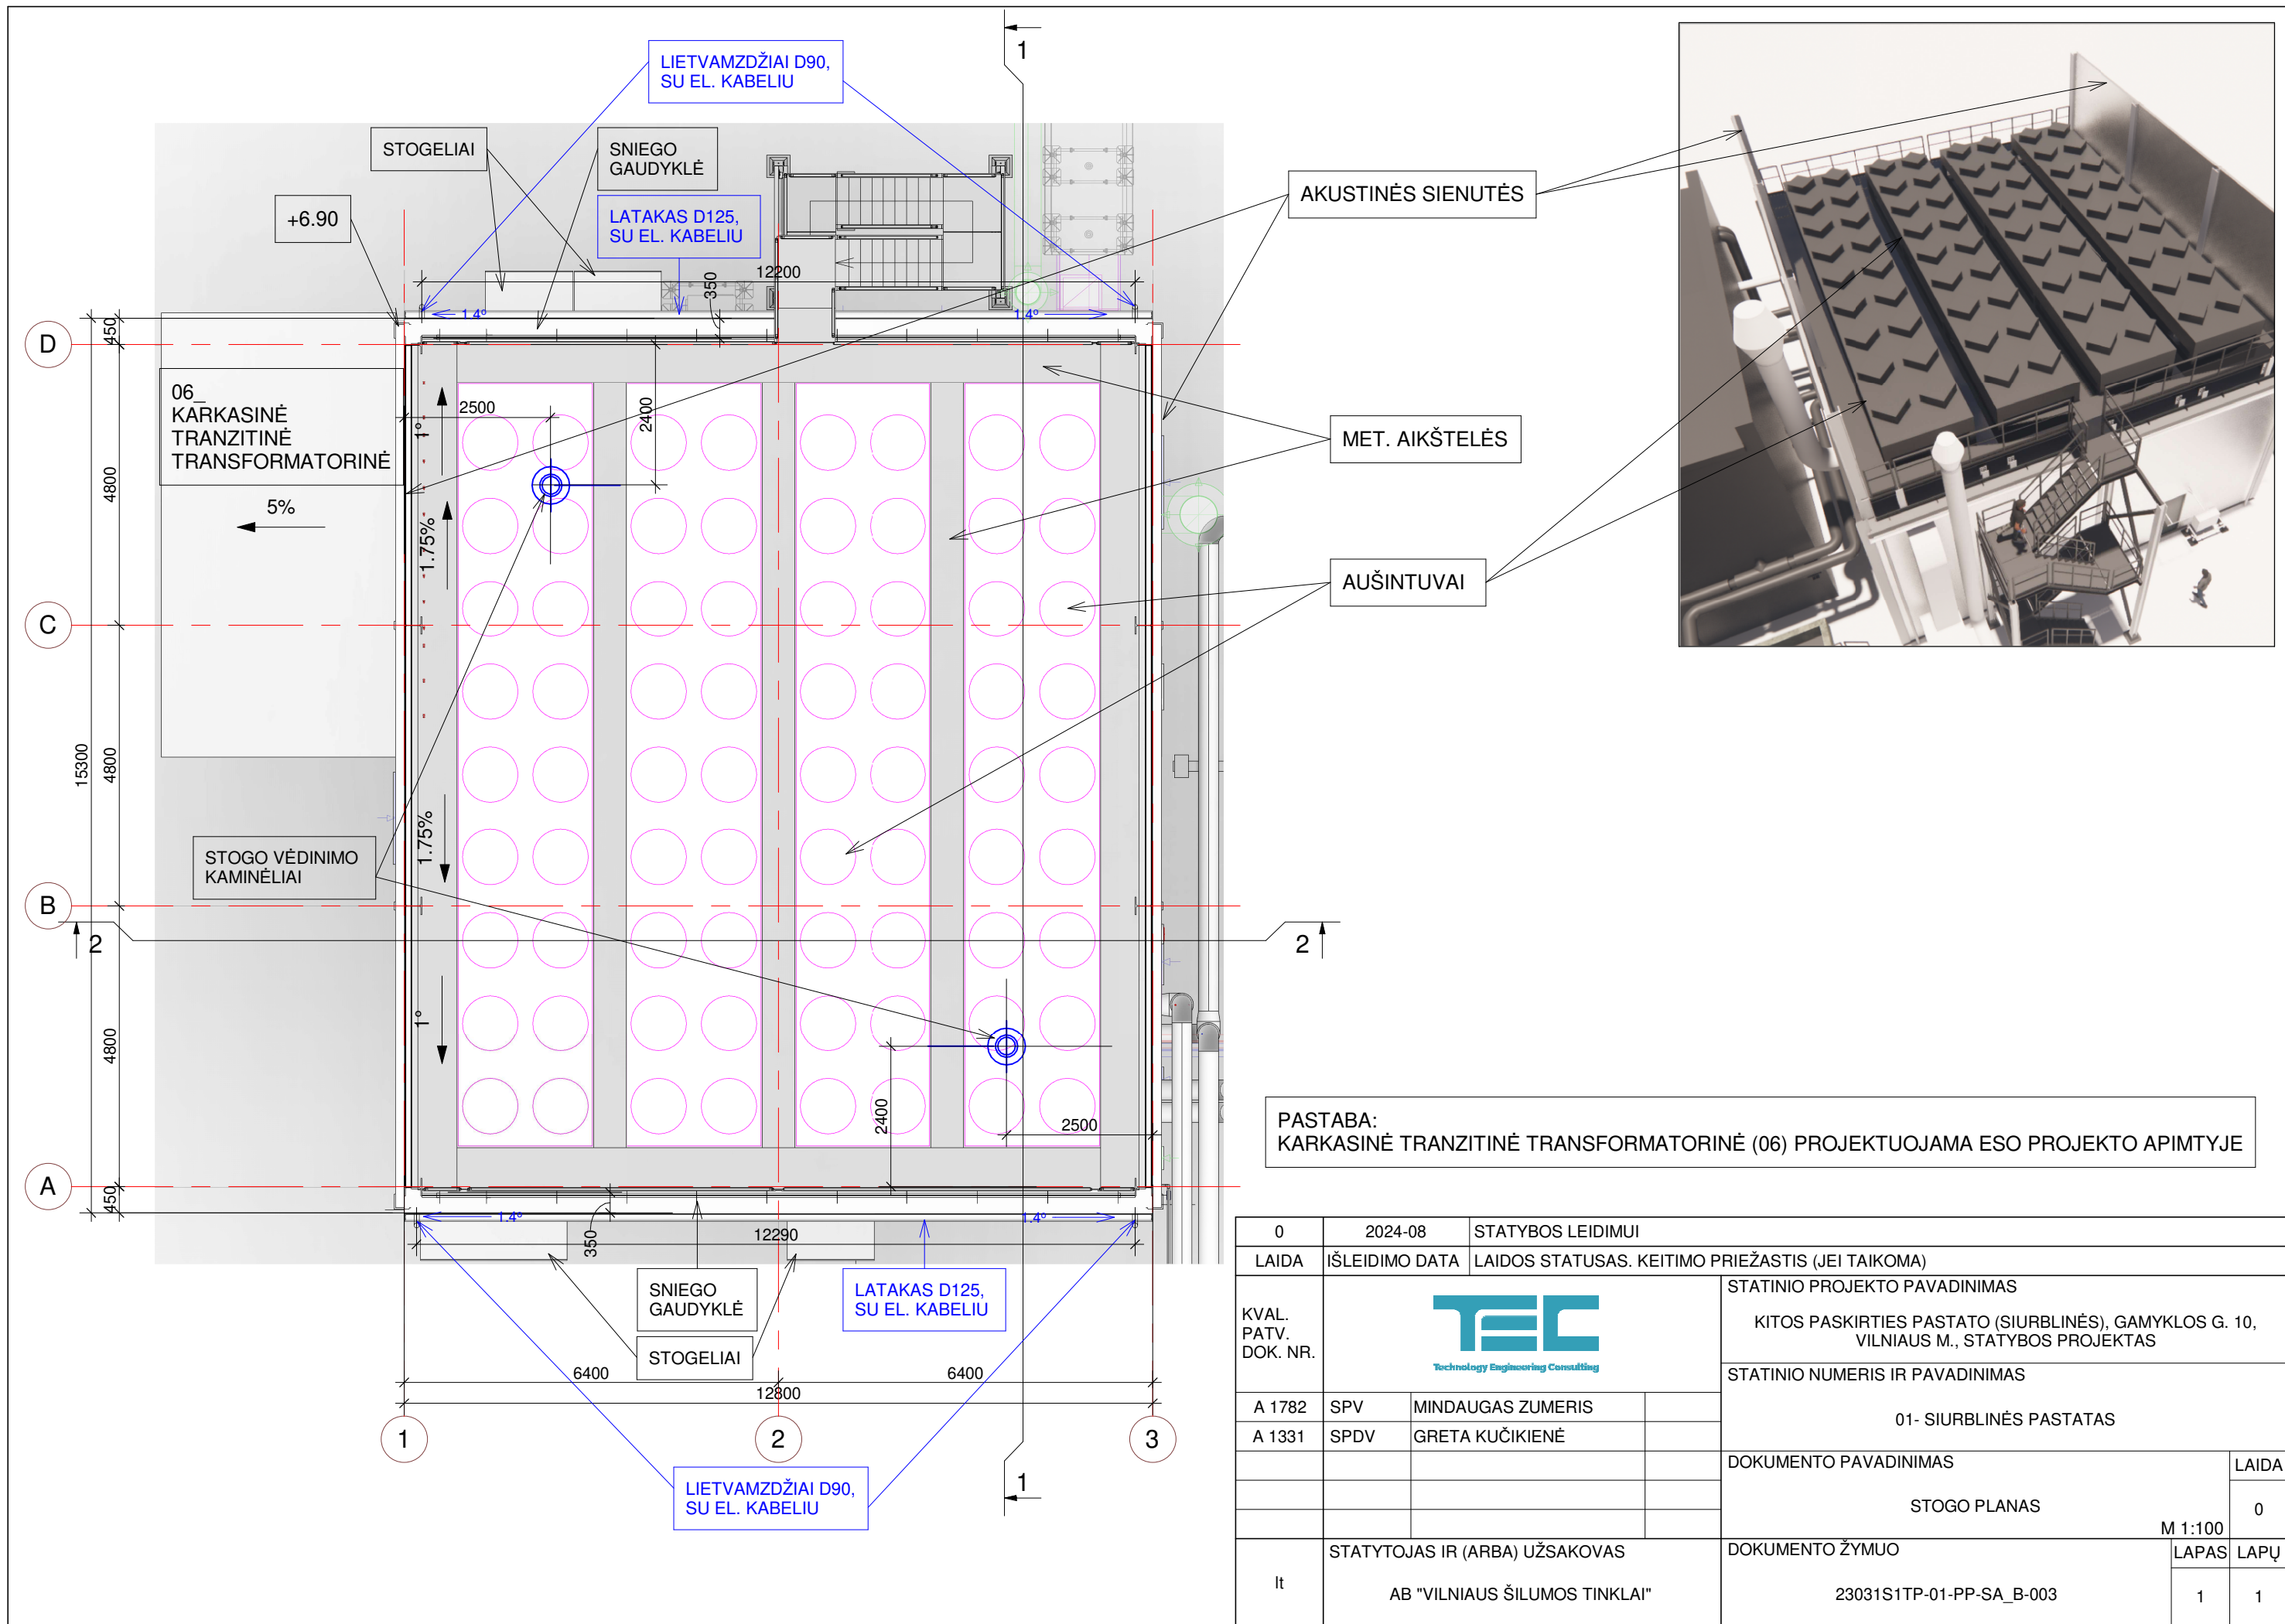 1
LIETVAMZDŽIAI D90,
SU EL. KABELIU
STOGELIAI
SNIEGO
GAUDYKLĖ
LATAKAS D125,
SU EL. KABELIU
+6.90
AKUSTINĖS SIENUTĖS
12200
350
1.4º
1.4º
450
D
06_
KARKASINĖ
TRANZITINĖ
TRANSFORMATORINĖ
5%
2500
2400
1°
1.75%
4800
MET. AIKŠTELĖS
AUŠINTUVAI
C
15300
4800
1.75%
STOGO VĖDINIMO
KAMINĖLIAI
B
2
2
1°
4800
2400
2500
A
450
1.4º
1.4º
350
12290
SNIEGO
GAUDYKLĖ
LATAKAS D125,
SU EL. KABELIU
STOGELIAI
6400
6400
12800
1
2
3
LIETVAMZDŽIAI D90,
SU EL. KABELIU
1
PASTABA:
KARKASINĖ TRANZITINĖ TRANSFORMATORINĖ (06) PROJEKTUOJAMA ESO PROJEKTO APIMTYJE
0 2024-08 STATYBOS LEIDIMUI
LAIDA IŠLEIDIMO DATA LAIDOS STATUSAS. KEITIMO PRIEŽASTIS (JEI TAIKOMA)
KVAL.
PATV.
DOK. NR.
TEC
Technology Engineering Consulting
STATINIO PROJEKTO PAVADINIMAS
KITOS PASKIRTIES PASTATO (SIURBLINĖS), GAMYKLOS G. 10,
VILNIAUS M., STATYBOS PROJEKTAS
STATINIO NUMERIS IR PAVADINIMAS
01- SIURBLINĖS PASTATAS
A 1782 SPV MINDAUGAS ZUMERIS
A 1331 SPDV GRETA KUČIKIENĖ
DOKUMENTO PAVADINIMAS
STOGO PLANAS
M 1:100
LAIDA
0
lt
STATYTOJAS IR (ARBA) UŽSAKOVAS
AB "VILNIAUS ŠILUMOS TINKLAI"
DOKUMENTO ŽYMUO
23031S1TP-01-PP-SA_B-003
LAPAS LAPŲ
1 1